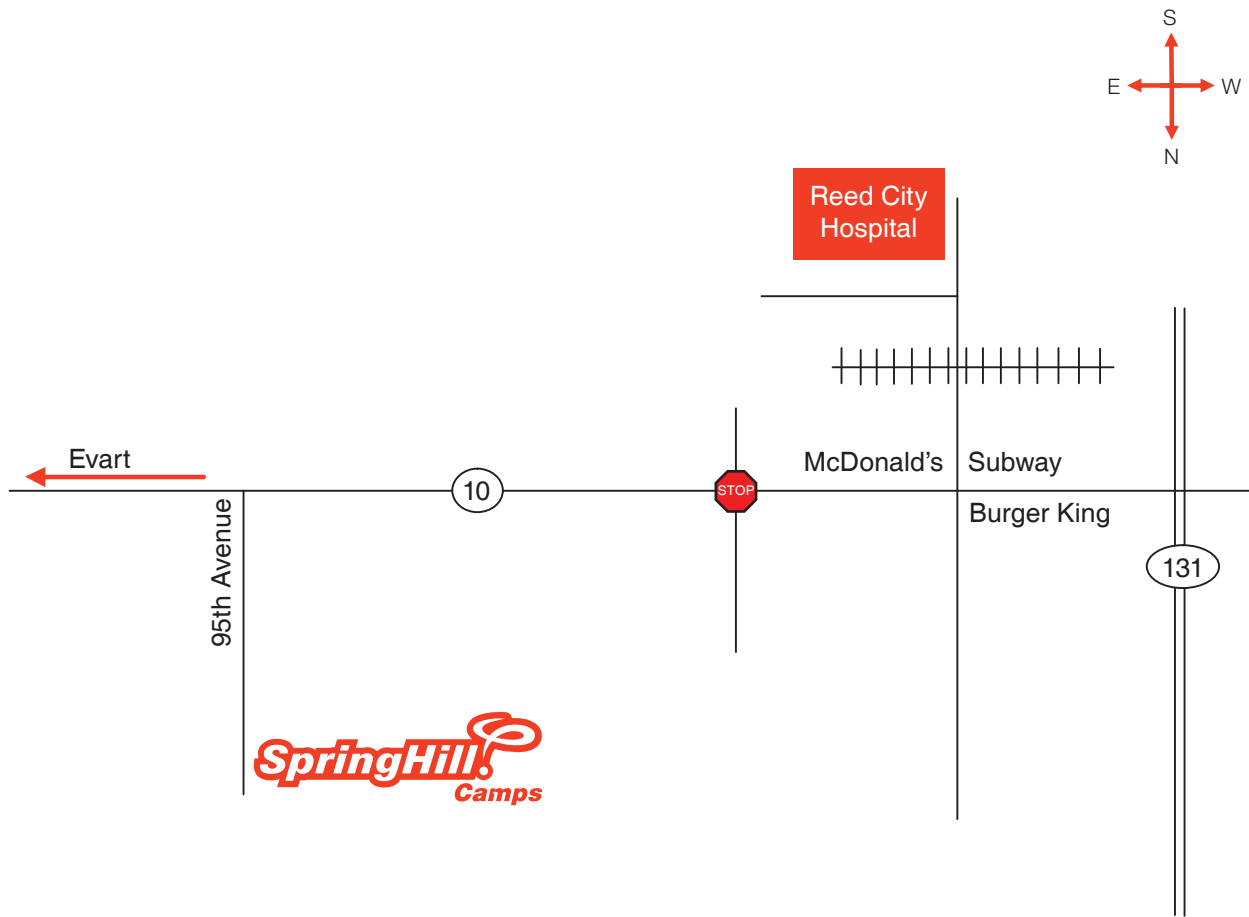 S
E
W
N
Reed City
Hospital
Evart
McDonald's
Subway
10
STOP
Burger King
95th Avenue
131
SpringHill
Camps